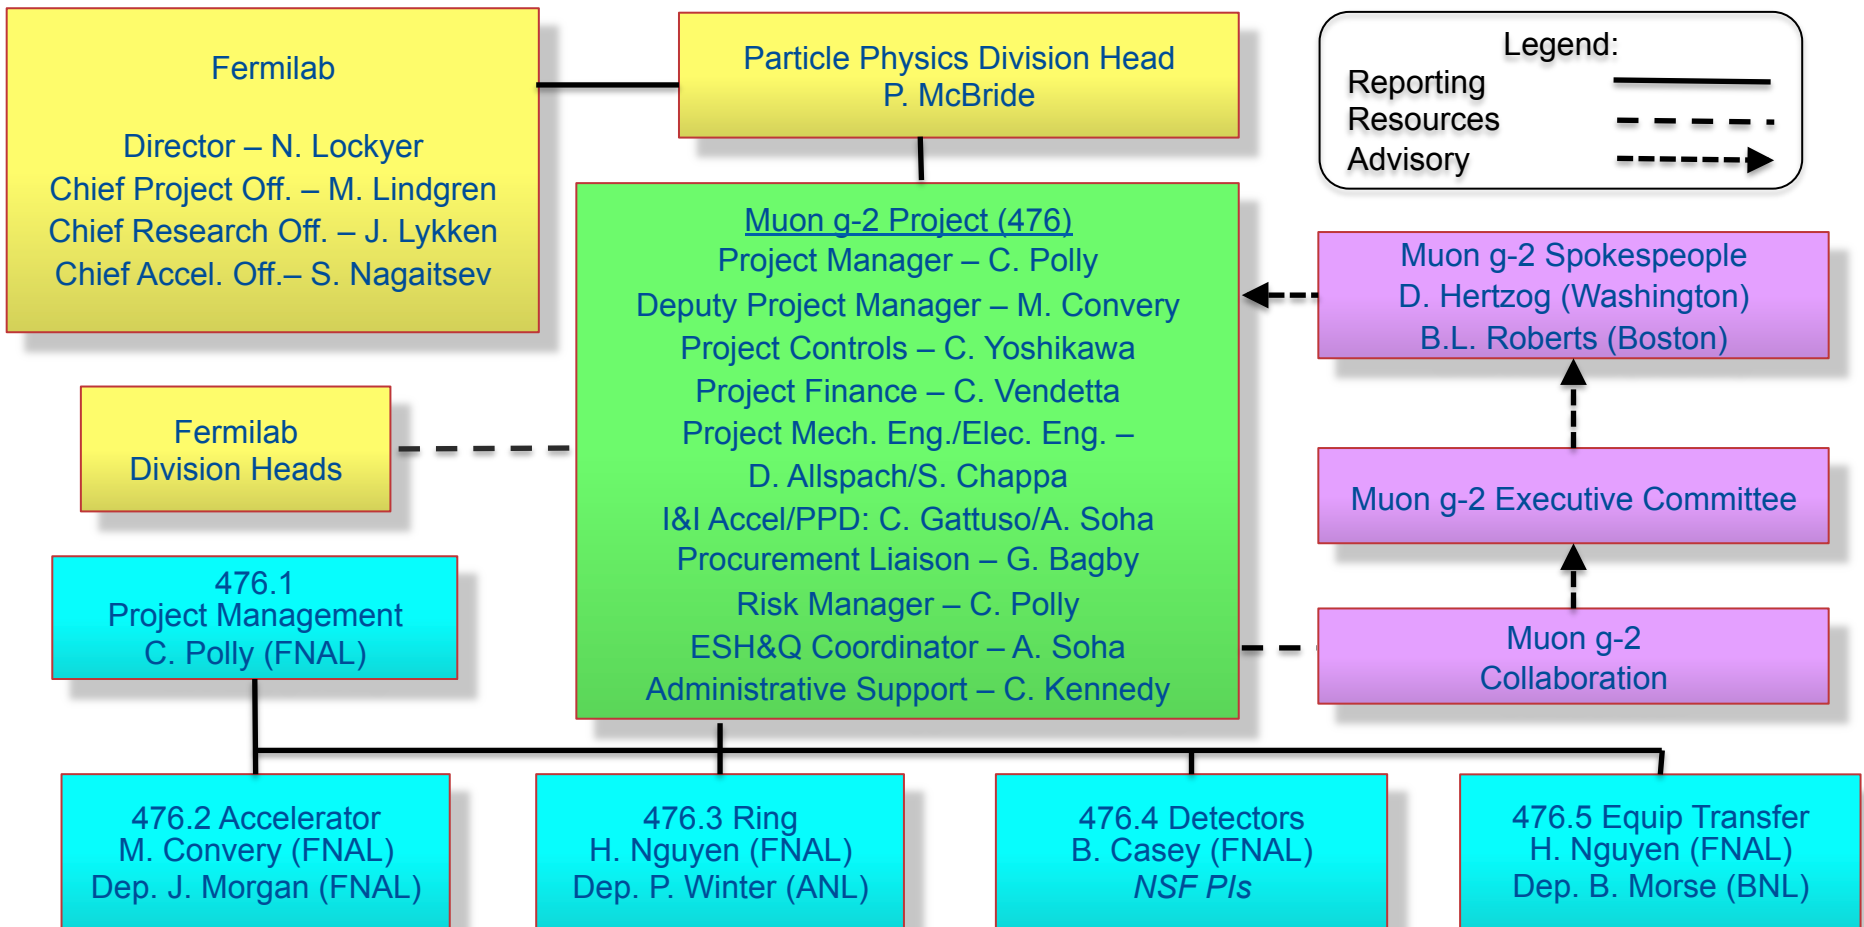 Fermilab
Director – N. Lockyer
Chief Project Off. – M. Lindgren
Chief Research Off. – J. Lykken
Chief Accel. Off.– S. Nagaitsev
Particle Physics Division Head
P. McBride
Legend:
Reporting
Resources
Advisory
Muon g-2 Project (476)
Project Manager – C. Polly
Deputy Project Manager – M. Convery
Project Controls – C. Yoshikawa
Project Finance – C. Vendetta
Project Mech. Eng./Elec. Eng. –
D. Allspach/S. Chappa
I&I Accel/PPD: C. Gattuso/A. Soha
Procurement Liaison – G. Bagby
Risk Manager – C. Polly
ESH&Q Coordinator – A. Soha
Administrative Support – C. Kennedy
Muon g-2 Spokespeople
D. Hertzog (Washington)
B.L. Roberts (Boston)
Fermilab
Division Heads
Muon g-2 Executive Committee
476.1
Project Management
C. Polly (FNAL)
Muon g-2
Collaboration
476.2 Accelerator
M. Convery (FNAL)
Dep. J. Morgan (FNAL)
476.3 Ring
H. Nguyen (FNAL)
Dep. P. Winter (ANL)
476.4 Detectors
B. Casey (FNAL)
NSF PIs
476.5 Equip Transfer
H. Nguyen (FNAL)
Dep. B. Morse (BNL)